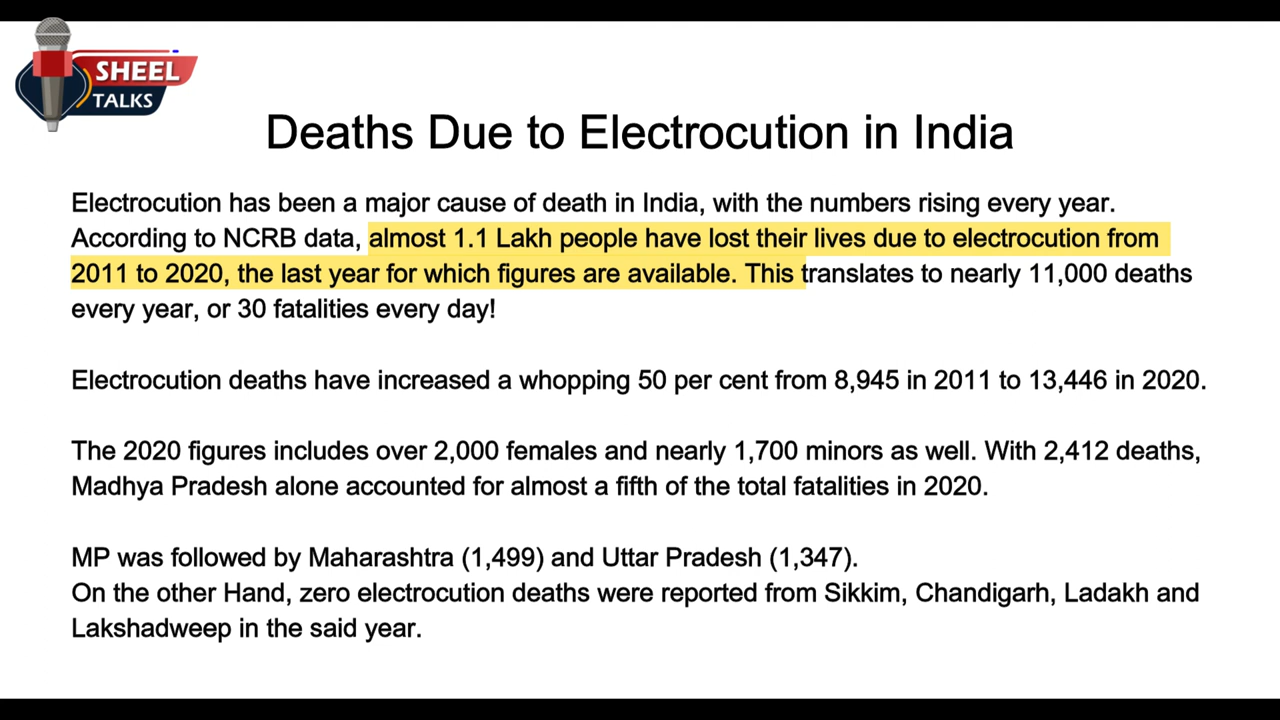 SHEEL
TALKS
Deaths Due to Electrocution in India
Electrocution has been a major cause of death in India, with the numbers rising every year.
According to NCRB data, almost 1.1 Lakh people have lost their lives due to electrocution from
2011 to 2020, the last year for which figures are available. This translates to nearly 11,000 deaths
every year, or 30 fatalities every day!
Electrocution deaths have increased a whopping 50 per cent from 8,945 in 2011 to 13,446 in 2020.
The 2020 figures includes over 2,000 females and nearly 1,700 minors as well. With 2,412 deaths,
Madhya Pradesh alone accounted for almost a fifth of the total fatalities in 2020.
MP was followed by Maharashtra (1,499) and Uttar Pradesh (1,347).
On the other Hand, zero electrocution deaths were reported from Sikkim, Chandigarh, Ladakh and
Lakshadweep in the said year.